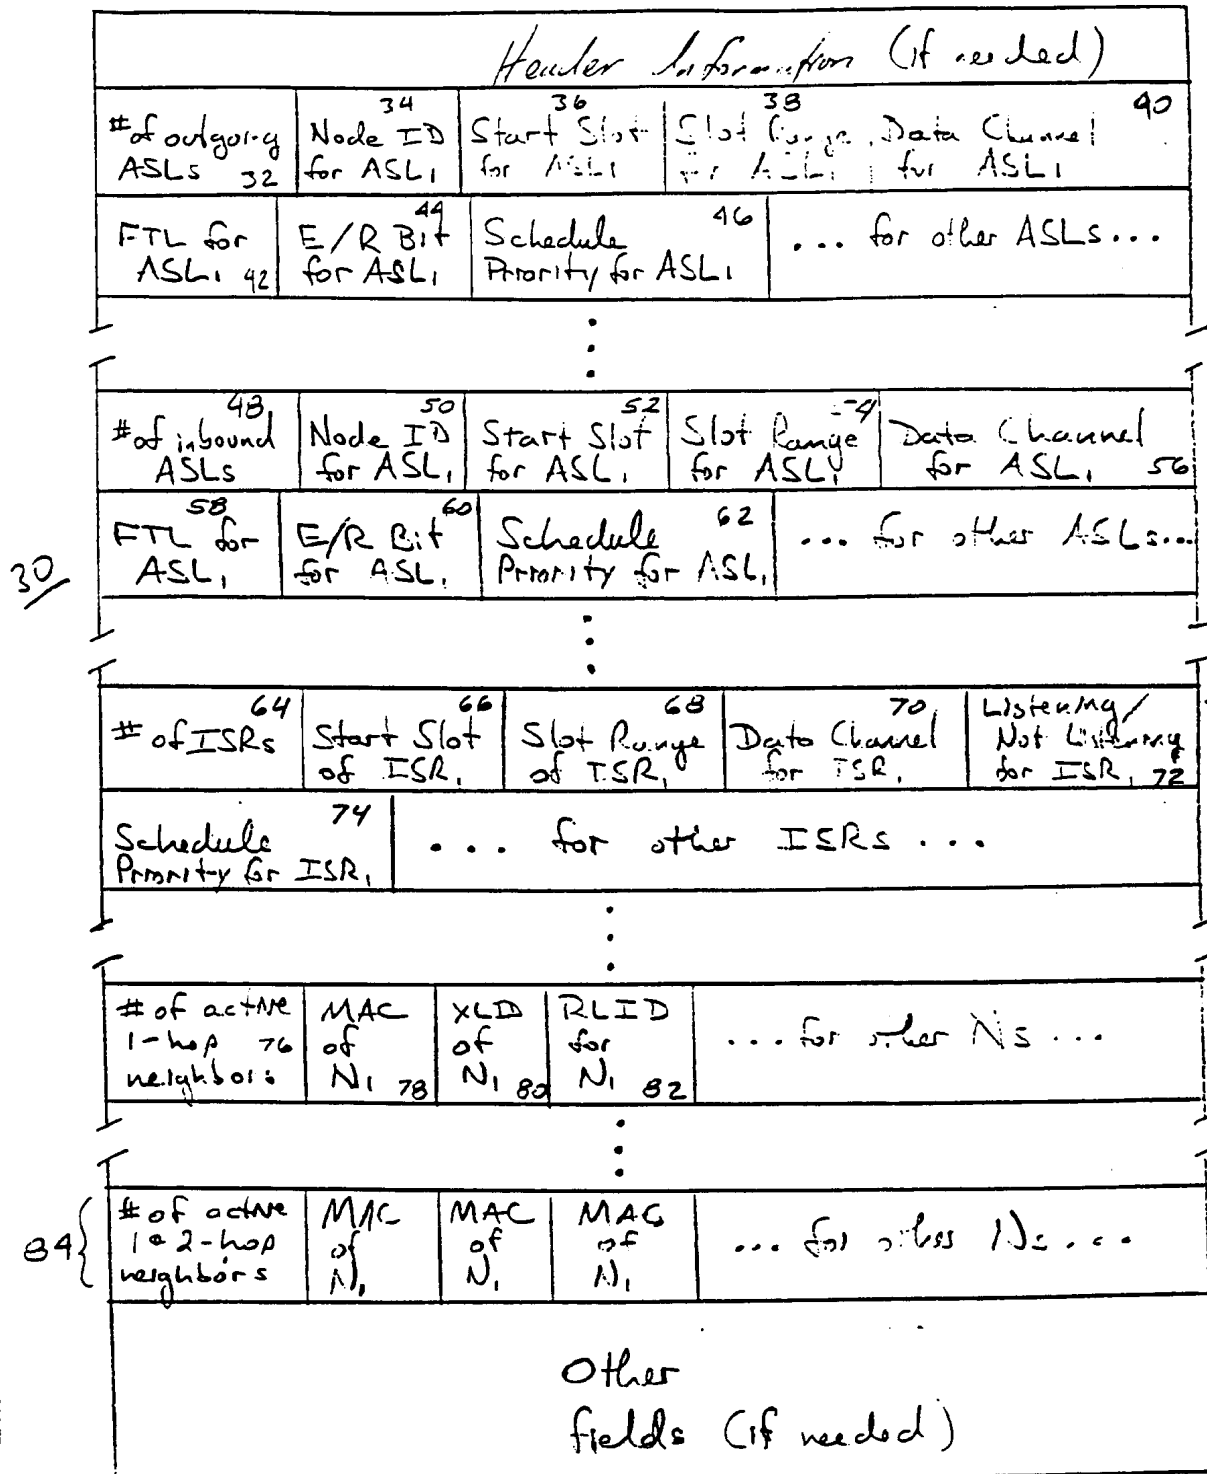 Header Information (if needed)
# of outgoing ASLs 32 | 34 Node ID for ASL₁ | 36 Start Slot for ASL₁ | 38 Slot Range for ASL₁ | Data Channel for ASL₁ 40
FTL for ASL₁ 42 | E/R Bit 44 for ASL₁ | Schedule 46 Priority for ASL₁ | ... for other ASLs ...
48 # of inbound ASLs | 50 Node ID for ASL₁ | 52 Start Slot for ASL₁ | Slot Range for ASL₁ | Data Channel for ASL₁ 56
58 FTL for ASL₁ | 60 E/R Bit for ASL₁ | 62 Schedule Priority for ASL₁ | ... for other ASLs...
30
64 # of ISRs | 66 Start Slot of ISR₁ | 68 Slot Range of ISR₁ | 70 Data Channel for ISR₁ | Listening/ Not Listening for ISR₁ 72
74 Schedule Priority for ISR₁ | ... for other ISRs ...
# of active 1-hop 76 neighbors | MAC of N₁ 78 | XLD of N₁ 80 | RLID for N₁ 82 | ... for other Ns ...
84 { # of active 1 & 2-hop neighbors | MAC of N₁ | MAC of N₁ | MAC of N₁ | ... for other Ns ...
Other
fields (if needed)